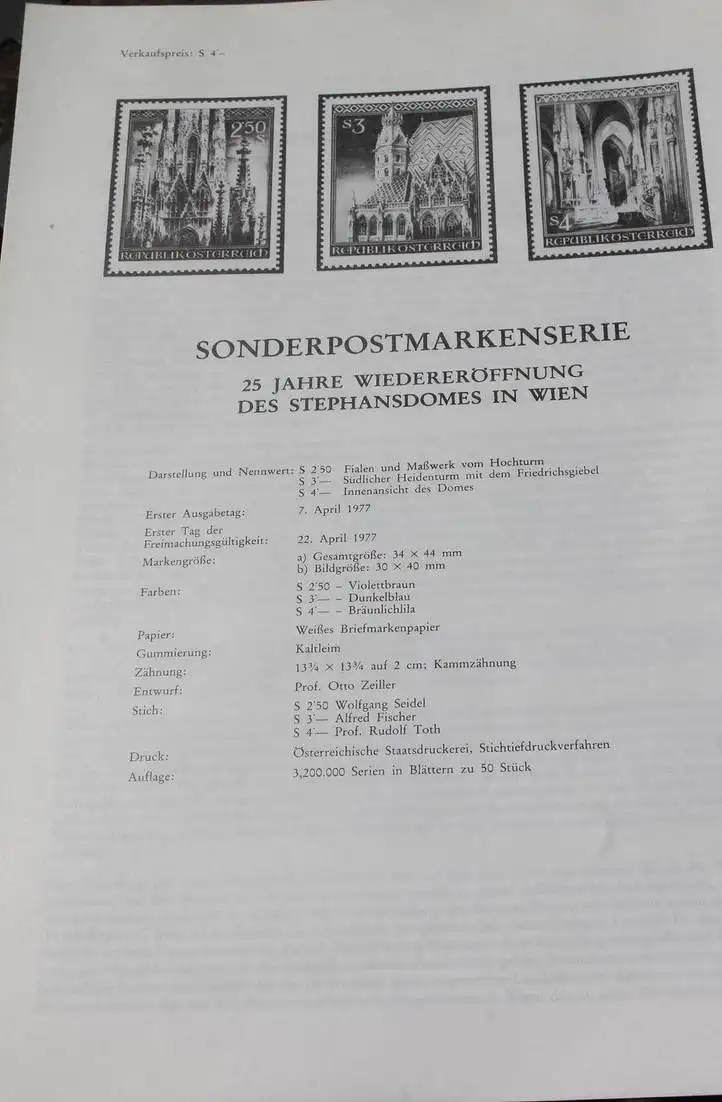 Verkaufspreis: S 4'–
2'50
S
REPUBLIK ÖSTERREICH
S3
REPUBLIK ÖSTERREICH
S4
REPUBLIK ÖSTERREICH
SONDERPOSTMARKENSERIE
25 JAHRE WIEDERERÖFFNUNG
DES STEPHANSDOMES IN WIEN
Darstellung und Nennwert: S 2'50 Fialen und Maßwerk vom Hochturm
S 3'— Südlicher Heidenturm mit dem Friedrichsgiebel
S 4'— Innenansicht des Domes
Erster Ausgabetag: 7. April 1977
Erster Tag der
Freimachungsgültigkeit: 22. April 1977
Markengröße: a) Gesamtgröße: 34 × 44 mm
b) Bildgröße: 30 × 40 mm
Farben: S 2'50 – Violettbraun
S 3'— – Dunkelblau
S 4'— – Bräunlichlila
Papier: Weißes Briefmarkenpapier
Gummierung: Kaltleim
Zähnung: 13¾ × 13¾ auf 2 cm; Kammzähnung
Entwurf: Prof. Otto Zeiller
Stich: S 2'50 Wolfgang Seidel
S 3'— Alfred Fischer
S 4'— Prof. Rudolf Toth
Druck: Österreichische Staatsdruckerei, Stichtiefdruckverfahren
Auflage: 3,200.000 Serien in Blättern zu 50 Stück